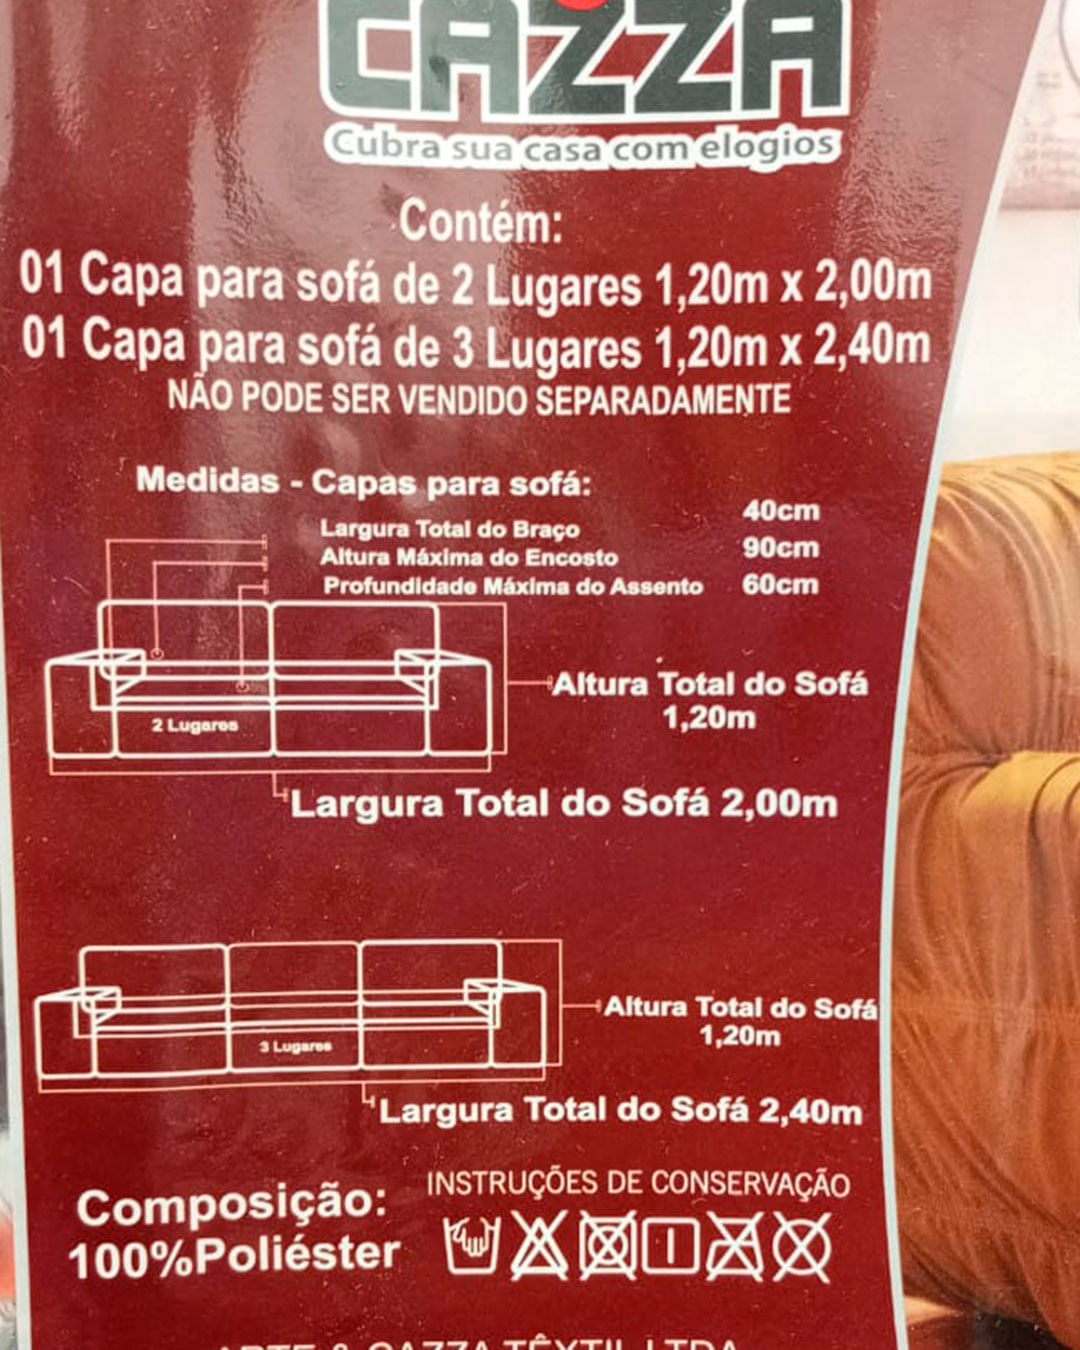 CAZZA
Cubra sua casa com elogios
Contém:
01 Capa para sofá de 2 Lugares 1,20m x 2,00m
01 Capa para sofá de 3 Lugares 1,20m x 2,40m
NÃO PODE SER VENDIDO SEPARADAMENTE
Medidas - Capas para sofá:
Largura Total do Braço 40cm
Altura Máxima do Encosto 90cm
Profundidade Máxima do Assento 60cm
2 Lugares
Altura Total do Sofá
1,20m
Largura Total do Sofá 2,00m
3 Lugares
Altura Total do Sofá
1,20m
Largura Total do Sofá 2,40m
INSTRUÇÕES DE CONSERVAÇÃO
Composição:
100%Poliéster
ARTE & CAZZA TÊXTIL LTDA